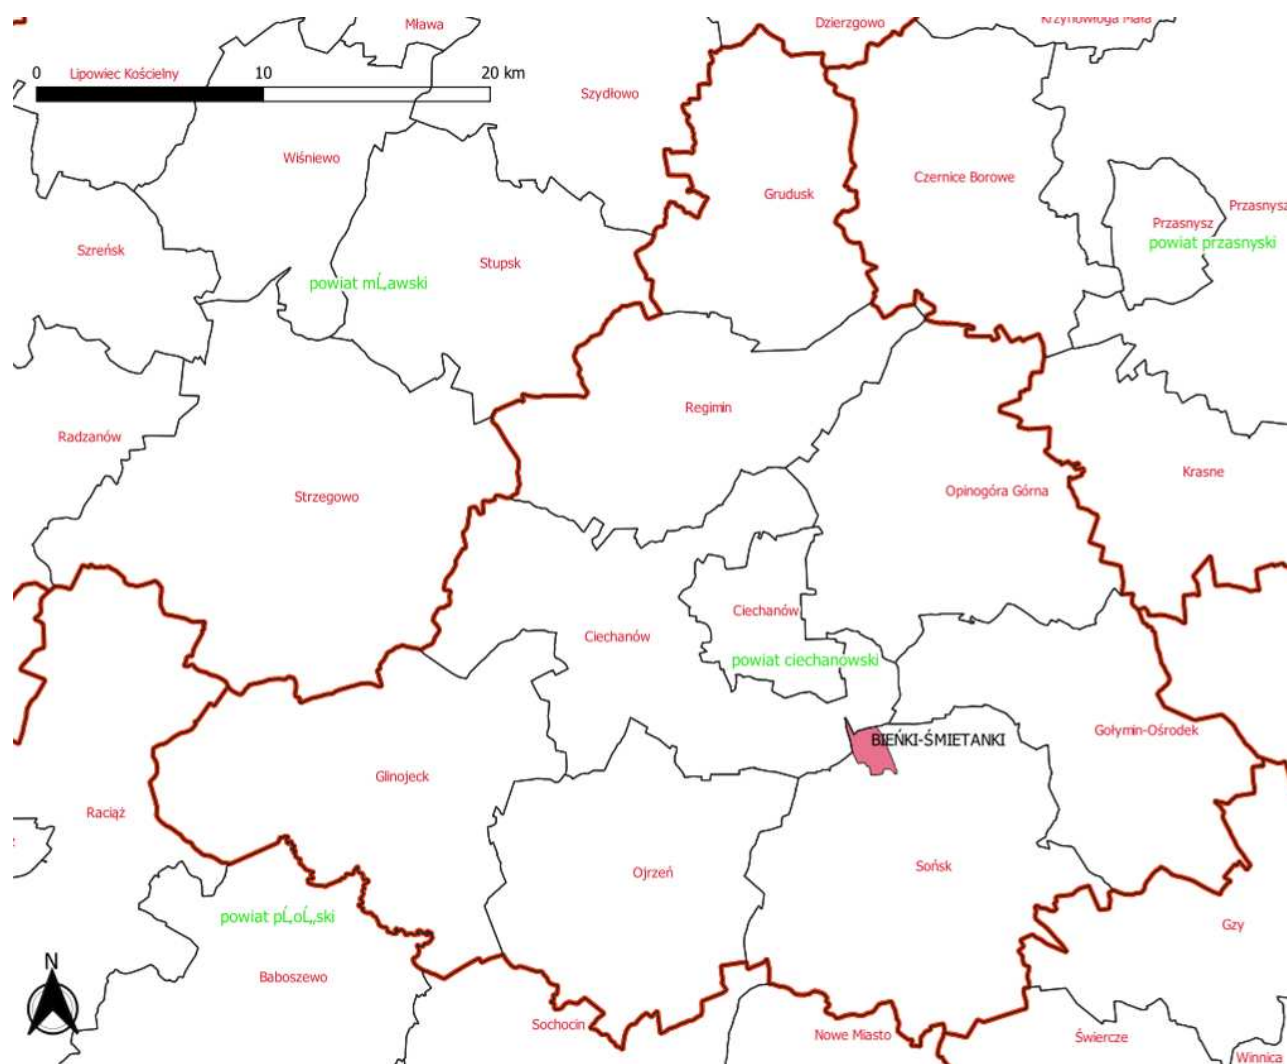 Mława
Dzierzgowo
Krzynowłoga Mała
0
10
20 km
Lipowiec Kościelny
Szydłowo
Wiśniewo
Grudusk
Czernice Borowe
Przasnysz
Przasnysz
powiat przasnyski
Szreńsk
Stupsk
powiat mĹ‚awski
Regimin
Radzanów
Krasne
Strzegowo
Opinogóra Górna
Ciechanów
Ciechanów
powiat ciechanowski
BIEŃKI-ŚMIETANKI
Gołymin-Ośrodek
Glinojeck
Raciąż
Ojrzeń
Sońsk
powiat pĹ‚oĹ„ski
Gzy
N
Baboszewo
Sochocin
Nowe Miasto
Świercze
Winnica